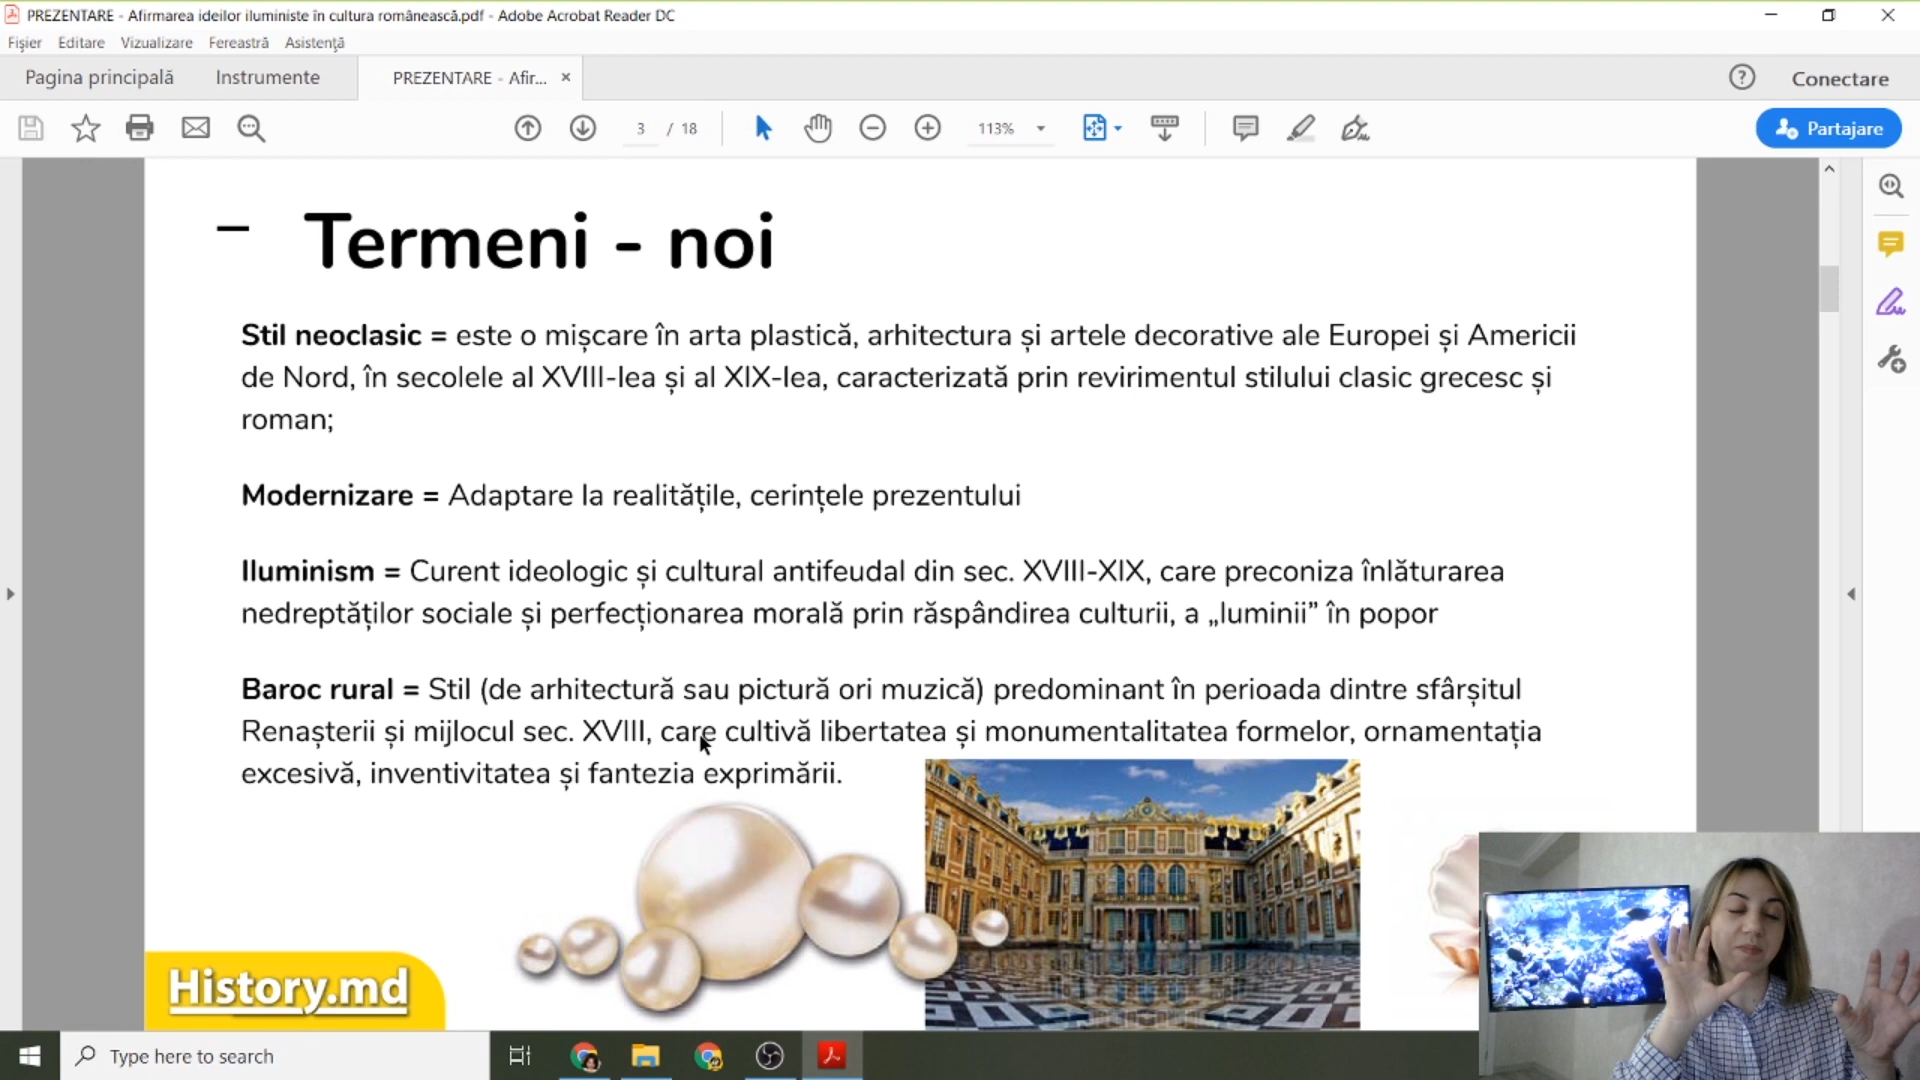 PREZENTARE - Afirmarea ideilor iluministe în cultura românească.pdf - Adobe Acrobat Reader DC
Fișier Editare Vizualizare Fereastră Asistență
Pagina principală Instrumente PREZENTARE - Afir... × Conectare
3 / 18 113% Partajare
– Termeni - noi
Stil neoclasic = este o mișcare în arta plastică, arhitectura și artele decorative ale Europei și Americii
de Nord, în secolele al XVIII-lea și al XIX-lea, caracterizată prin revirimentul stilului clasic grecesc și
roman;
Modernizare = Adaptare la realitățile, cerințele prezentului
Iluminism = Curent ideologic și cultural antifeudal din sec. XVIII-XIX, care preconiza înlăturarea
nedreptăților sociale și perfecționarea morală prin răspândirea culturii, a „luminii” în popor
Baroc rural = Stil (de arhitectură sau pictură ori muzică) predominant în perioada dintre sfârșitul
Renașterii și mijlocul sec. XVIII, care cultivă libertatea și monumentalitatea formelor, ornamentația
excesivă, inventivitatea și fantezia exprimării.
History.md
Type here to search